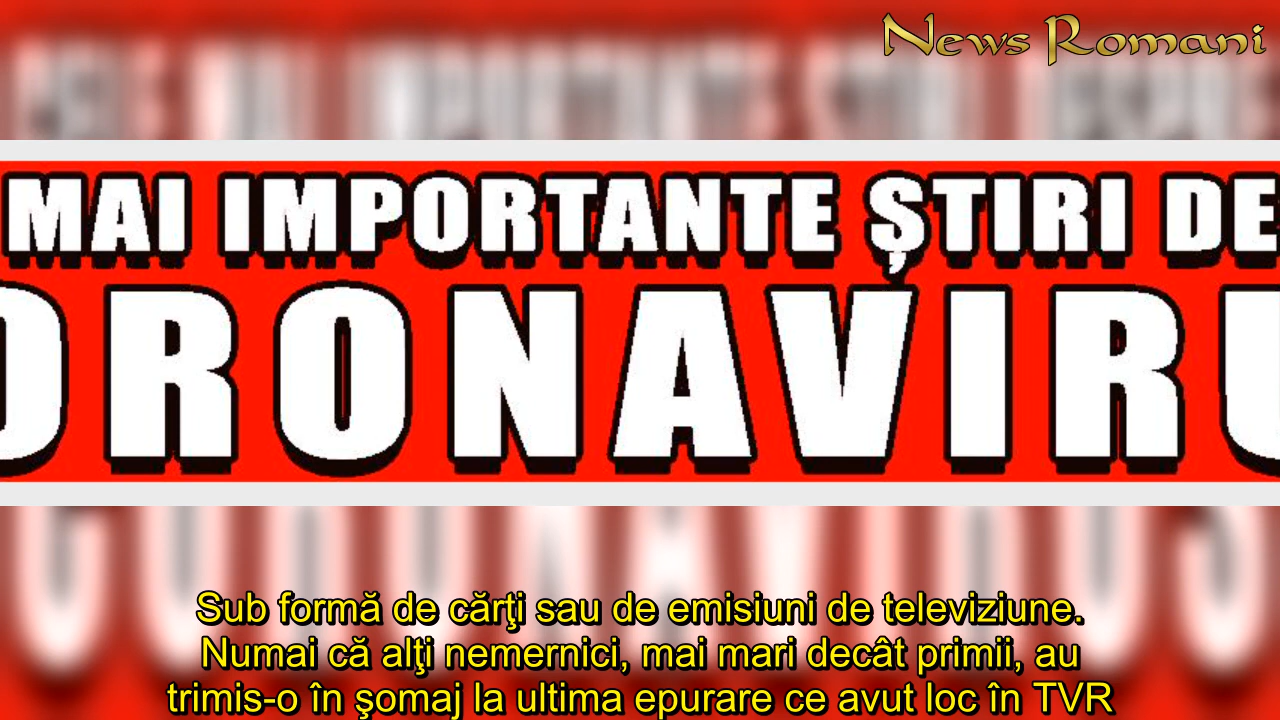 News Romani
MAI IMPORTANTE ȘTIRI DE
ORONAVIRU
Sub formă de cărţi sau de emisiuni de televiziune.
Numai că alţi nemernici, mai mari decât primii, au
trimis-o în şomaj la ultima epurare ce avut loc în TVR